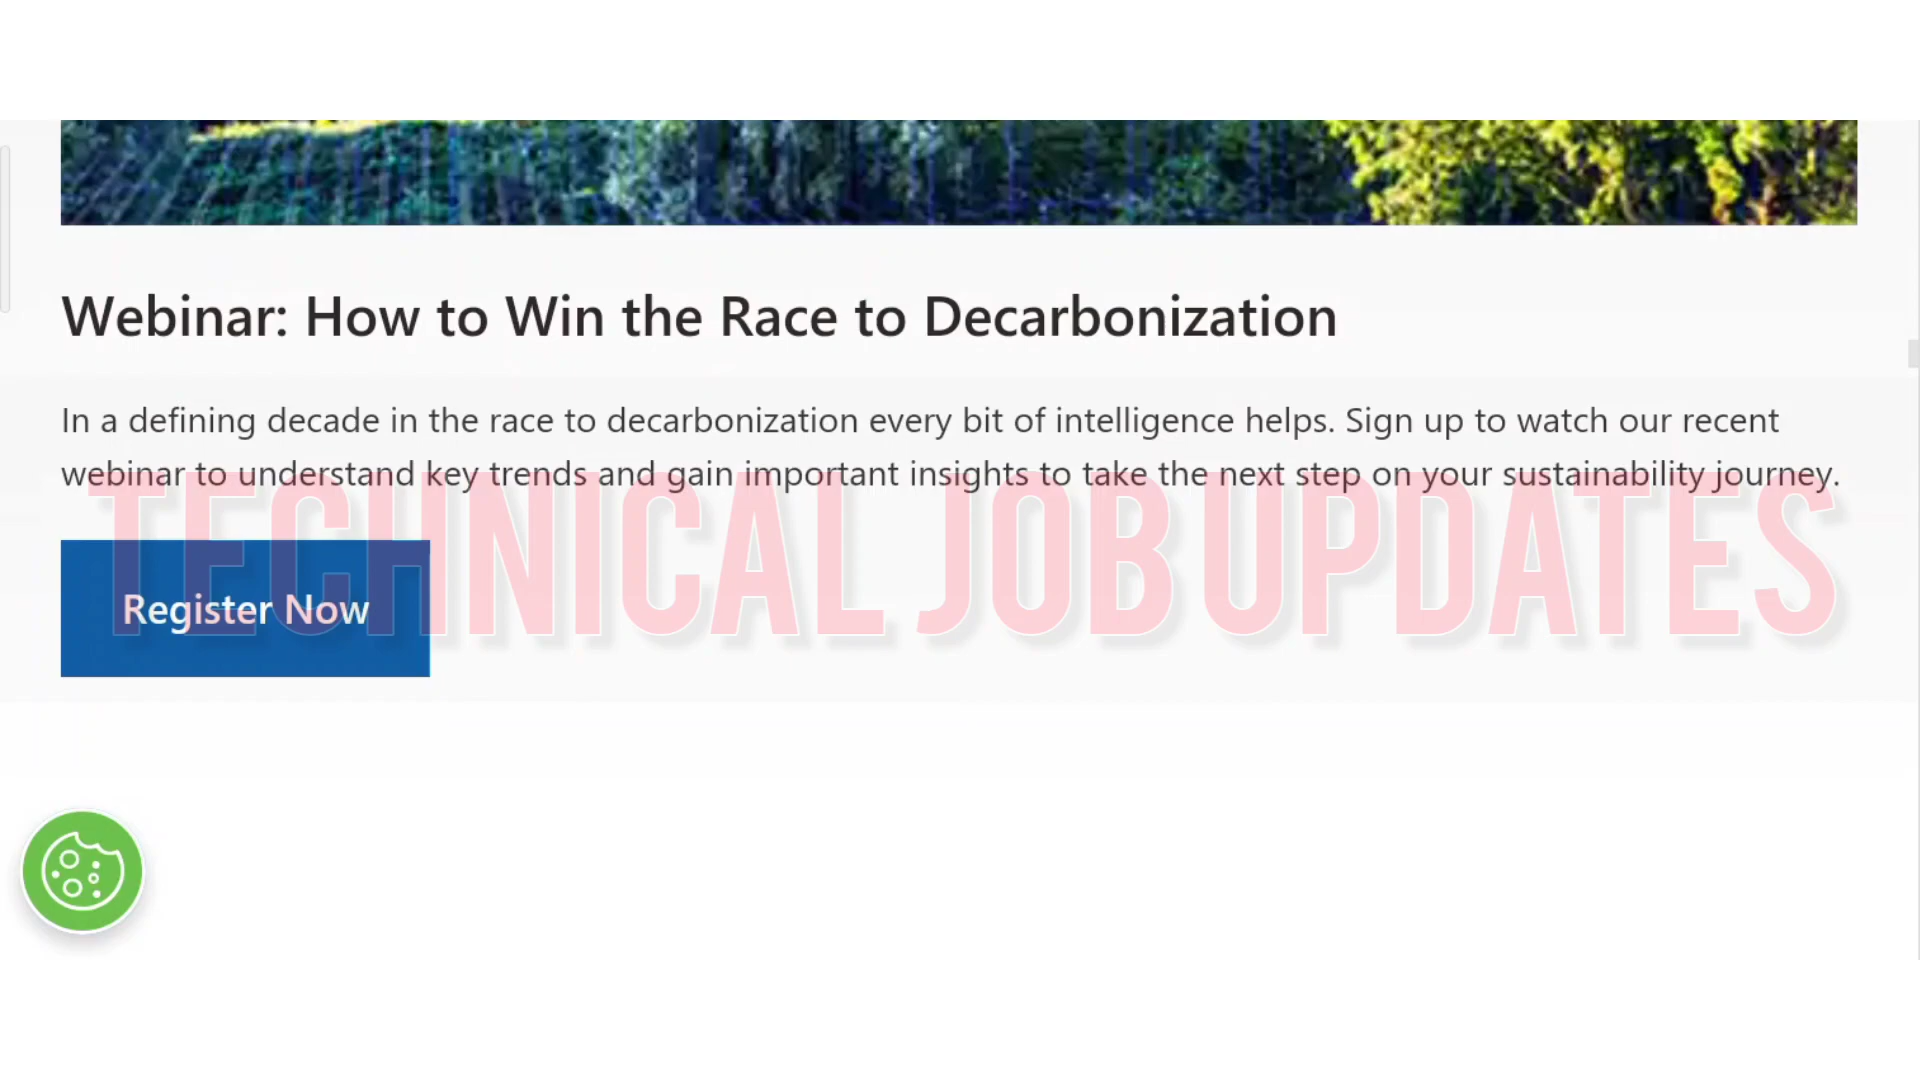 Webinar: How to Win the Race to Decarbonization
In a defining decade in the race to decarbonization every bit of intelligence helps. Sign up to watch our recent
webinar to understand key trends and gain important insights to take the next step on your sustainability journey.
TECHNICAL JOB UPDATES
Register Now